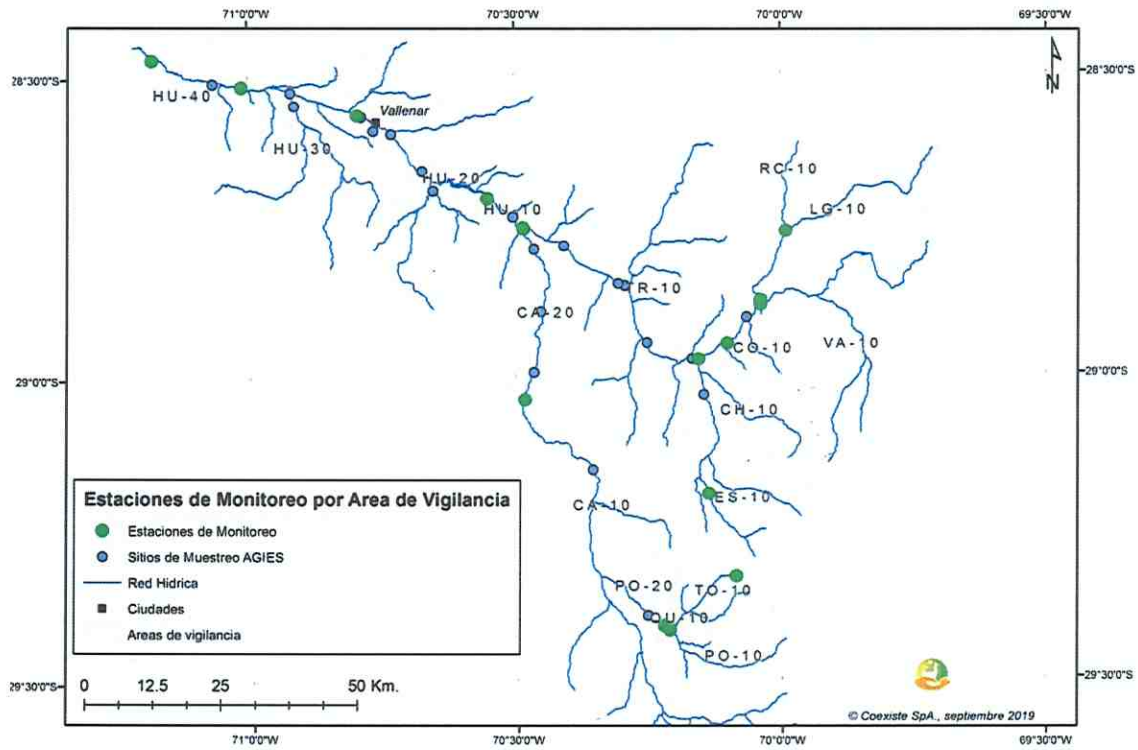 71°0'0"W
70°30'0"W
70°0'0"W
69°30'0"W
28°30'0"S
28°30'0"S
HU-40
Vallenar
HU-30
HU-20
RC-10
HU-10
LG-10
R-10
CA-20
CO-10
VA-10
29°0'0"S
29°0'0"S
CH-10
ES-10
CA-10
PO-20
TO-10
QU-10
PO-10
Estaciones de Monitoreo por Area de Vigilancia
Estaciones de Monitoreo
Sitios de Muestreo AGIES
Red Hidrica
Ciudades
Areas de vigilancia
0 12.5 25 50 Km.
29°30'0"S
29°30'0"S
© Coexiste SpA., septiembre 2019
71°0'0"W
70°30'0"W
70°0'0"W
69°30'0"W
N